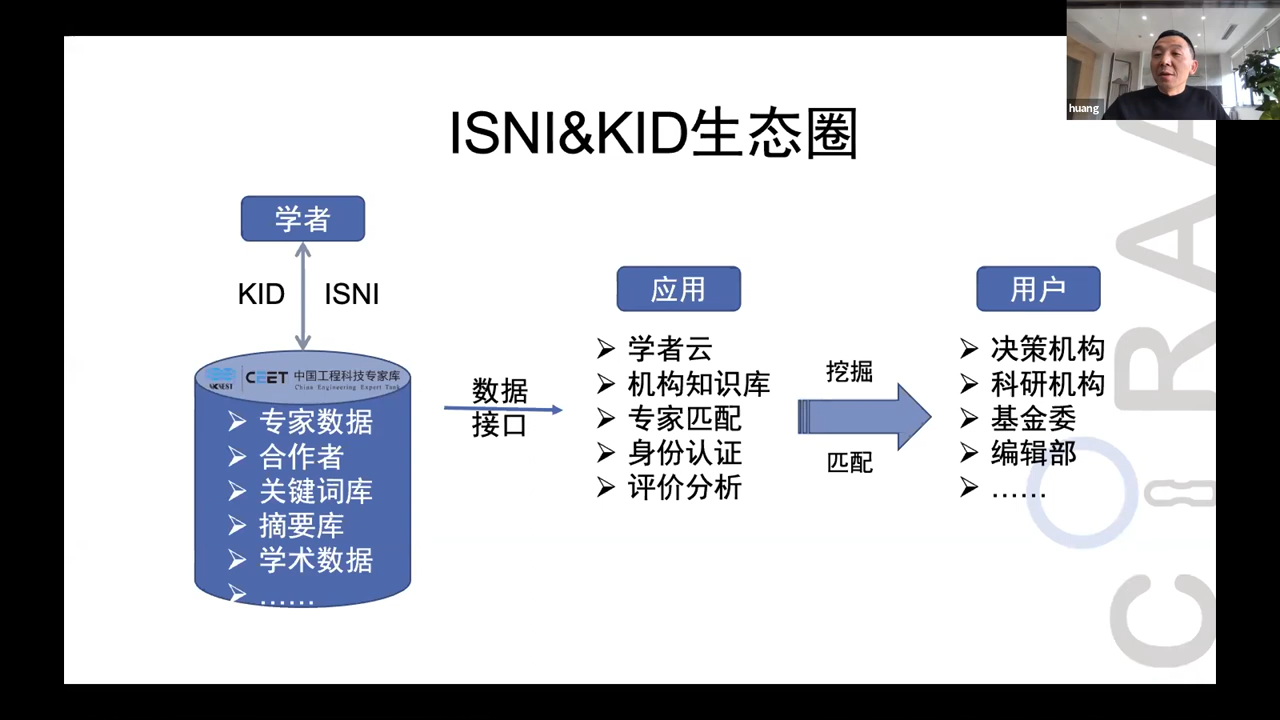 huang
ISNI&KID生态圈
学者
KID
ISNI
CEET 中国工程科技专家库
China Engineering Expert Tank
专家数据
合作者
关键词库
摘要库
学术数据
……
数据
接口
应用
学者云
机构知识库
专家匹配
身份认证
评价分析
挖掘
匹配
用户
决策机构
科研机构
基金委
编辑部
……